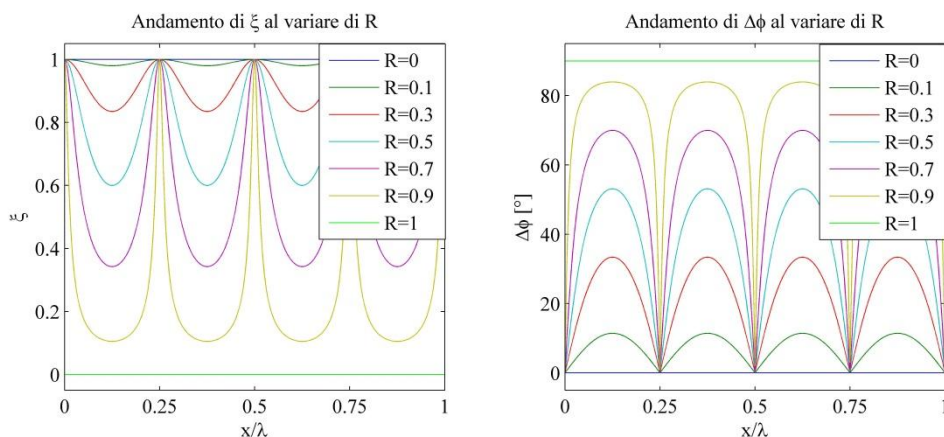 Andamento di ξ al variare di R
1
0.8
0.6
0.4
0.2
0
ξ
0
0.25
0.5
0.75
1
x/λ
R=0
R=0.1
R=0.3
R=0.5
R=0.7
R=0.9
R=1
Andamento di Δϕ al variare di R
80
60
40
20
0
Δϕ [°]
0
0.25
0.5
0.75
1
x/λ
R=0
R=0.1
R=0.3
R=0.5
R=0.7
R=0.9
R=1